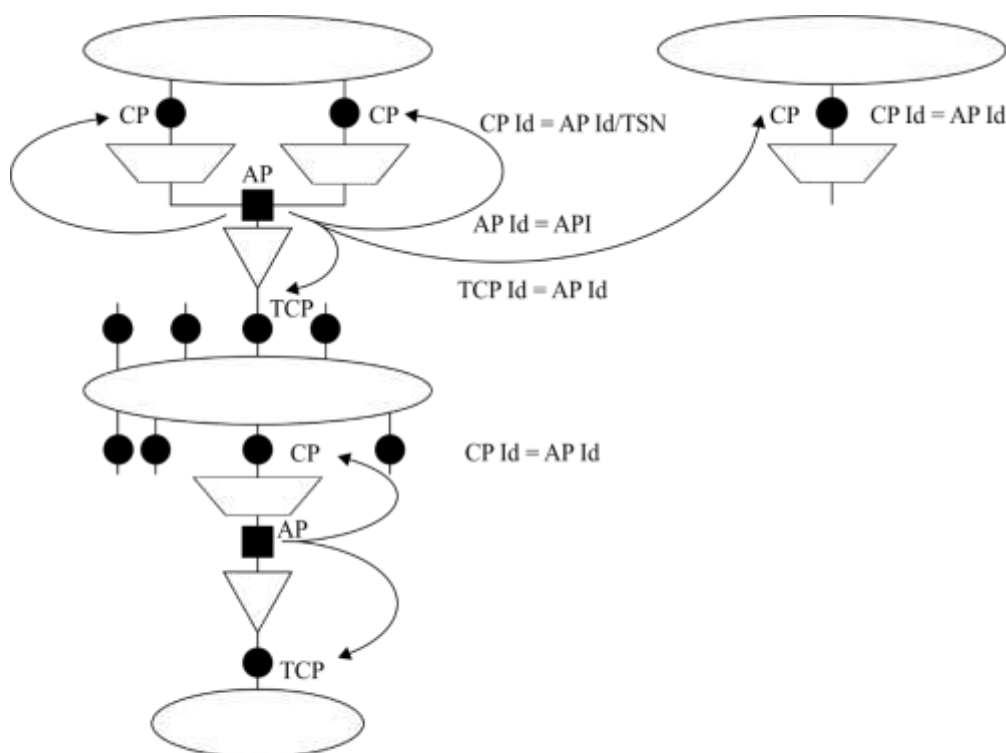 CP
CP
CP Id = AP Id/TSN
CP
CP Id = AP Id
AP
AP Id = API
TCP Id = AP Id
TCP
CP
CP Id = AP Id
AP
TCP